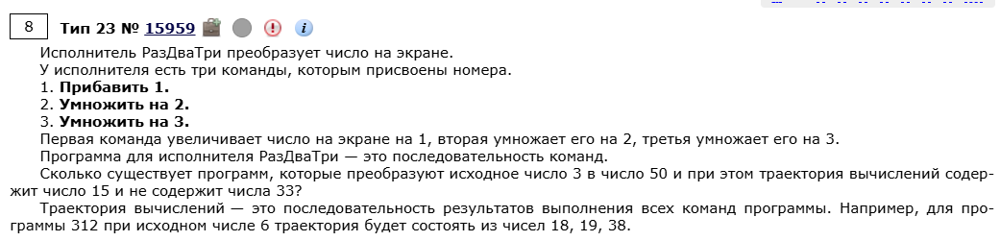 8
Тип 23 № 15959
i
Исполнитель РазДваТри преобразует число на экране.
У исполнителя есть три команды, которым присвоены номера.
1. Прибавить 1.
2. Умножить на 2.
3. Умножить на 3.
Первая команда увеличивает число на экране на 1, вторая умножает его на 2, третья умножает его на 3.
Программа для исполнителя РазДваТри — это последовательность команд.
Сколько существует программ, которые преобразуют исходное число 3 в число 50 и при этом траектория вычислений содер-
жит число 15 и не содержит числа 33?
Траектория вычислений — это последовательность результатов выполнения всех команд программы. Например, для про-
граммы 312 при исходном числе 6 траектория будет состоять из чисел 18, 19, 38.